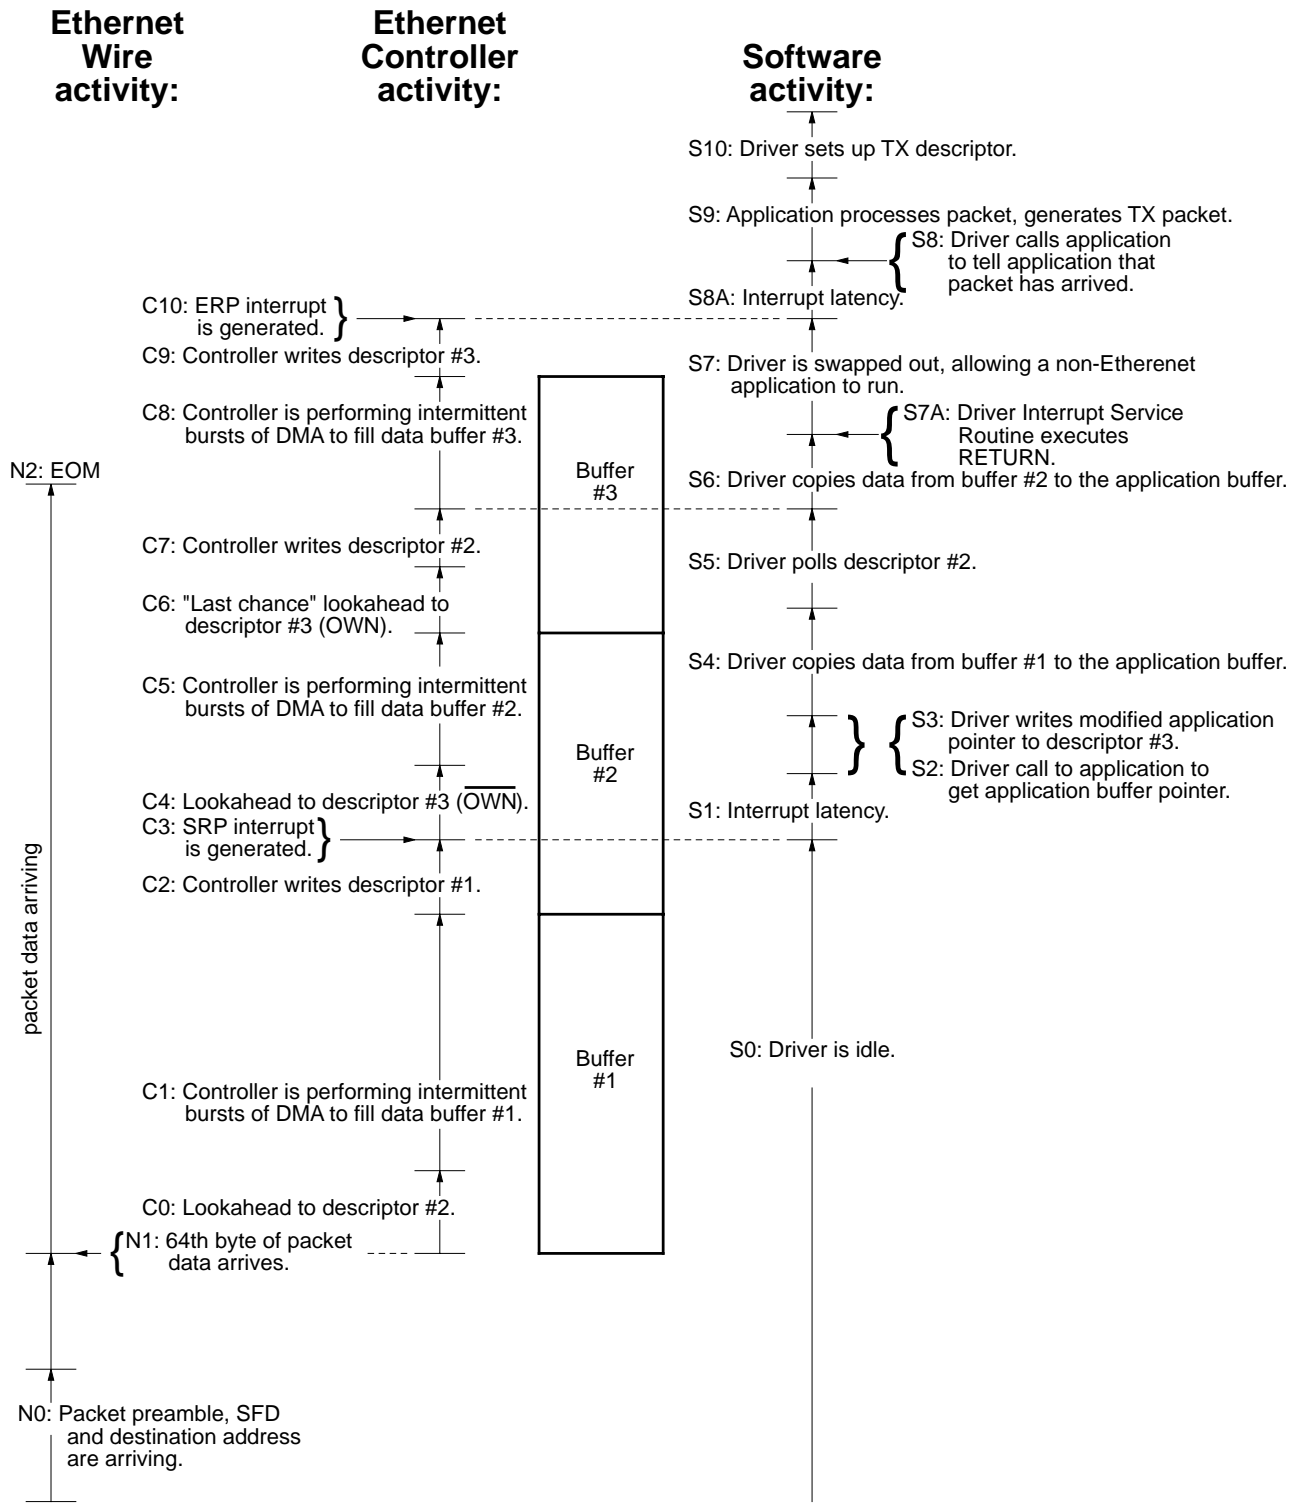 Ethernet
Wire
activity:
Ethernet
Controller
activity:
Software
activity:
S10: Driver sets up TX descriptor.
S9: Application processes packet, generates TX packet.
S8: Driver calls application
to tell application that
packet has arrived.
S8A: Interrupt latency.
C10: ERP interrupt
is generated.
C9: Controller writes descriptor #3.
S7: Driver is swapped out, allowing a non-Etherenet
application to run.
C8: Controller is performing intermittent
bursts of DMA to fill data buffer #3.
S7A: Driver Interrupt Service
Routine executes
RETURN.
N2: EOM
Buffer
#3
S6: Driver copies data from buffer #2 to the application buffer.
C7: Controller writes descriptor #2.
S5: Driver polls descriptor #2.
C6: "Last chance" lookahead to
descriptor #3 (OWN).
S4: Driver copies data from buffer #1 to the application buffer.
C5: Controller is performing intermittent
bursts of DMA to fill data buffer #2.
S3: Driver writes modified application
pointer to descriptor #3.
Buffer
#2
S2: Driver call to application to
get application buffer pointer.
C4: Lookahead to descriptor #3 (OWN).
S1: Interrupt latency.
C3: SRP interrupt
is generated.
C2: Controller writes descriptor #1.
packet data arriving
S0: Driver is idle.
Buffer
#1
C1: Controller is performing intermittent
bursts of DMA to fill data buffer #1.
C0: Lookahead to descriptor #2.
N1: 64th byte of packet
data arrives.
N0: Packet preamble, SFD
and destination address
are arriving.